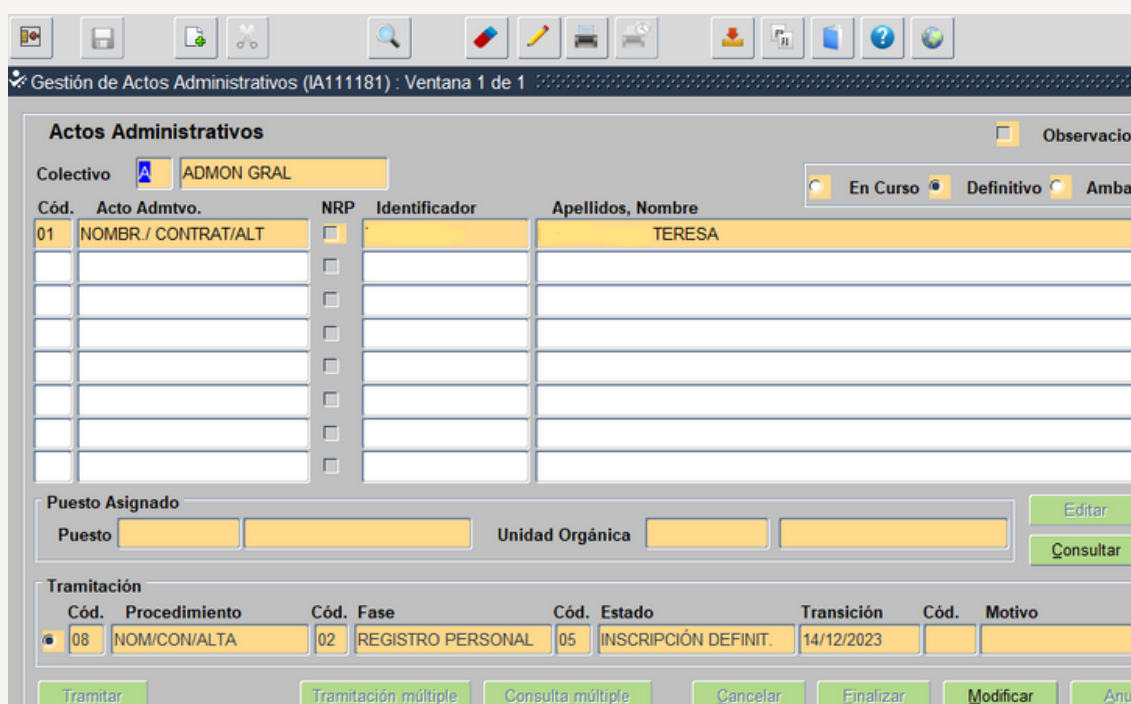 Gestión de Actos Administrativos (IA111181) : Ventana 1 de 1
Actos Administrativos
Observacio
Colectivo A ADMON GRAL
En Curso Definitivo Amba
Cód. Acto Admtvo. NRP Identificador Apellidos, Nombre
01 NOMBR./ CONTRAT/ALT TERESA
Puesto Asignado
Editar
Puesto Unidad Orgánica
Consultar
Tramitación
Cód. Procedimiento Cód. Fase Cód. Estado Transición Cód. Motivo
08 NOM/CON/ALTA 02 REGISTRO PERSONAL 05 INSCRIPCIÓN DEFINIT. 14/12/2023
Tramitar Tramitación múltiple Consulta múltiple Cancelar Finalizar Modificar Anu